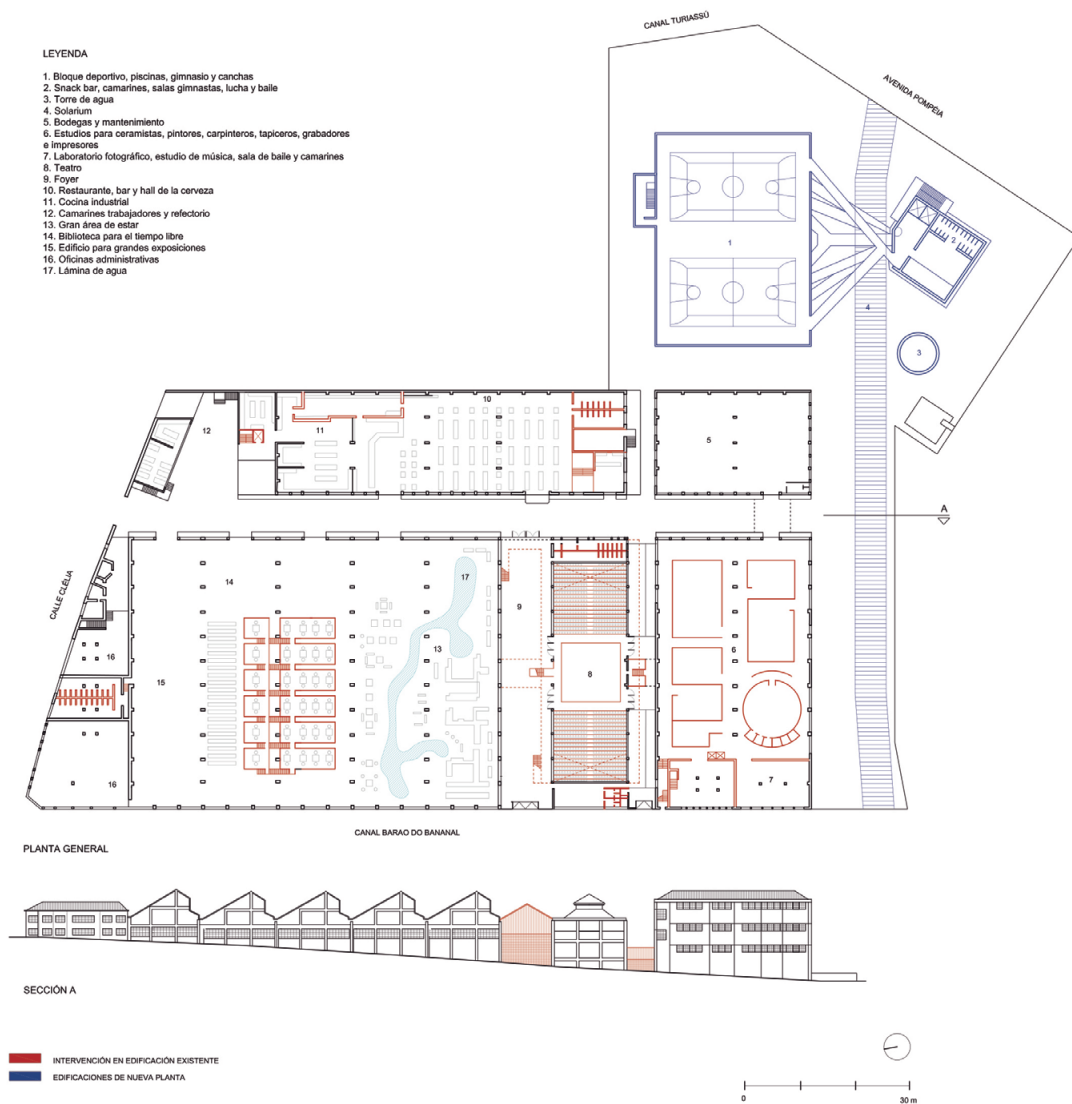 CANAL TURIASSÚ
AVENIDA POMPÉIA
LEYENDA
1. Bloque deportivo, piscinas, gimnasio y canchas
2. Snack bar, camarines, salas gimnastas, lucha y baile
3. Torre de agua
4. Solarium
5. Bodegas y mantenimiento
6. Estudios para ceramistas, pintores, carpinteros, tapiceros, grabadores
e impresores
7. Laboratorio fotográfico, estudio de música, sala de baile y camarines
8. Teatro
9. Foyer
10. Restaurante, bar y hall de la cerveza
11. Cocina industrial
12. Camarines trabajadores y refectorio
13. Gran área de estar
14. Biblioteca para el tiempo libre
15. Edificio para grandes exposiciones
16. Oficinas administrativas
17. Lámina de agua
1
2
4
3
10
12
11
5
A
CALLE CLÉLIA
14
17
9
13
6
16
15
8
16
7
CANAL BARAO DO BANANAL
PLANTA GENERAL
SECCIÓN A
INTERVENCIÓN EN EDIFICACIÓN EXISTENTE
EDIFICACIONES DE NUEVA PLANTA
0
30 m